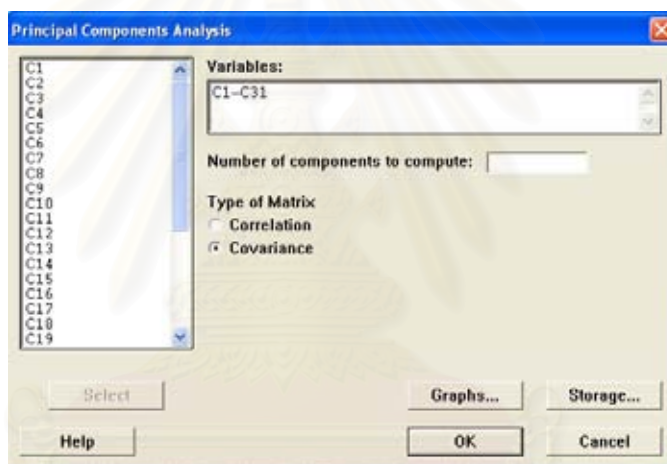 Principal Components Analysis
C1
C2
C3
C4
C5
C6
C7
C8
C9
C10
C11
C12
C13
C14
C15
C16
C17
C18
C19
Variables:
C1-C31
Number of components to compute:
Type of Matrix
Correlation
Covariance
Select
Graphs...
Storage...
Help
OK
Cancel